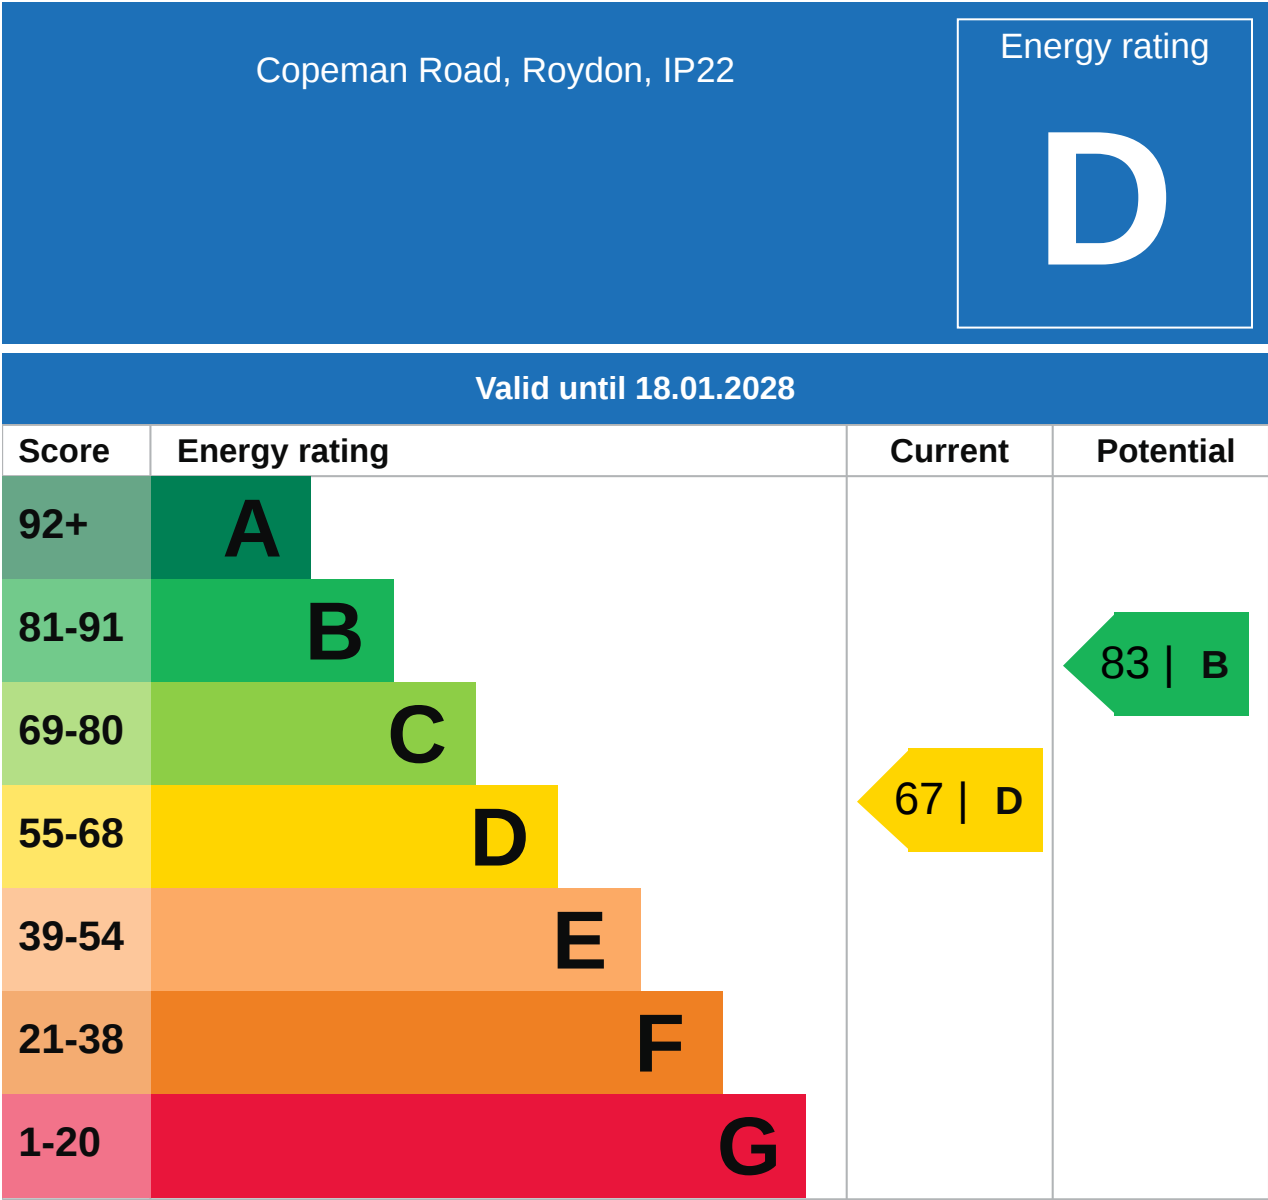 Copeman Road, Roydon, IP22
Energy rating
D
Valid until 18.01.2028
Score Energy rating Current Potential
92+ A
81-91 B
83 | B
69-80 C
67 | D
55-68 D
39-54 E
21-38 F
1-20 G